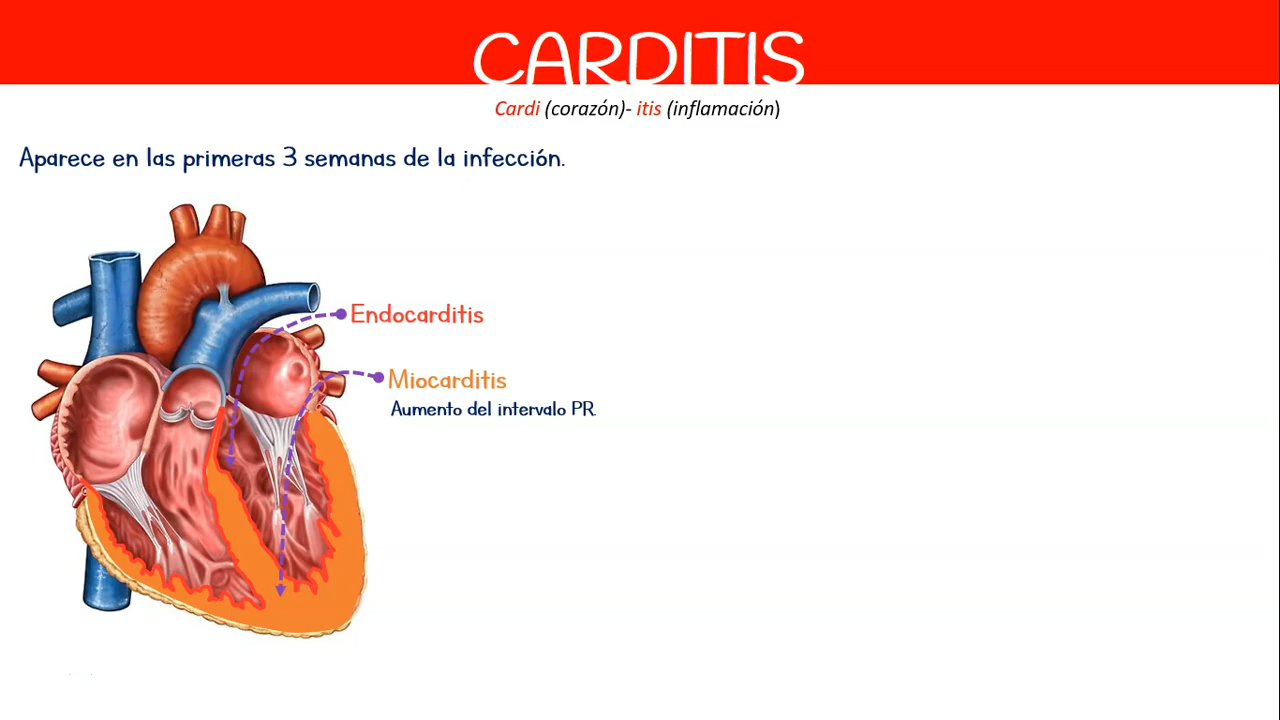 CARDITIS
Cardi (corazón)- itis (inflamación)
Aparece en las primeras 3 semanas de la infección.
Endocarditis
Miocarditis
Aumento del intervalo PR.